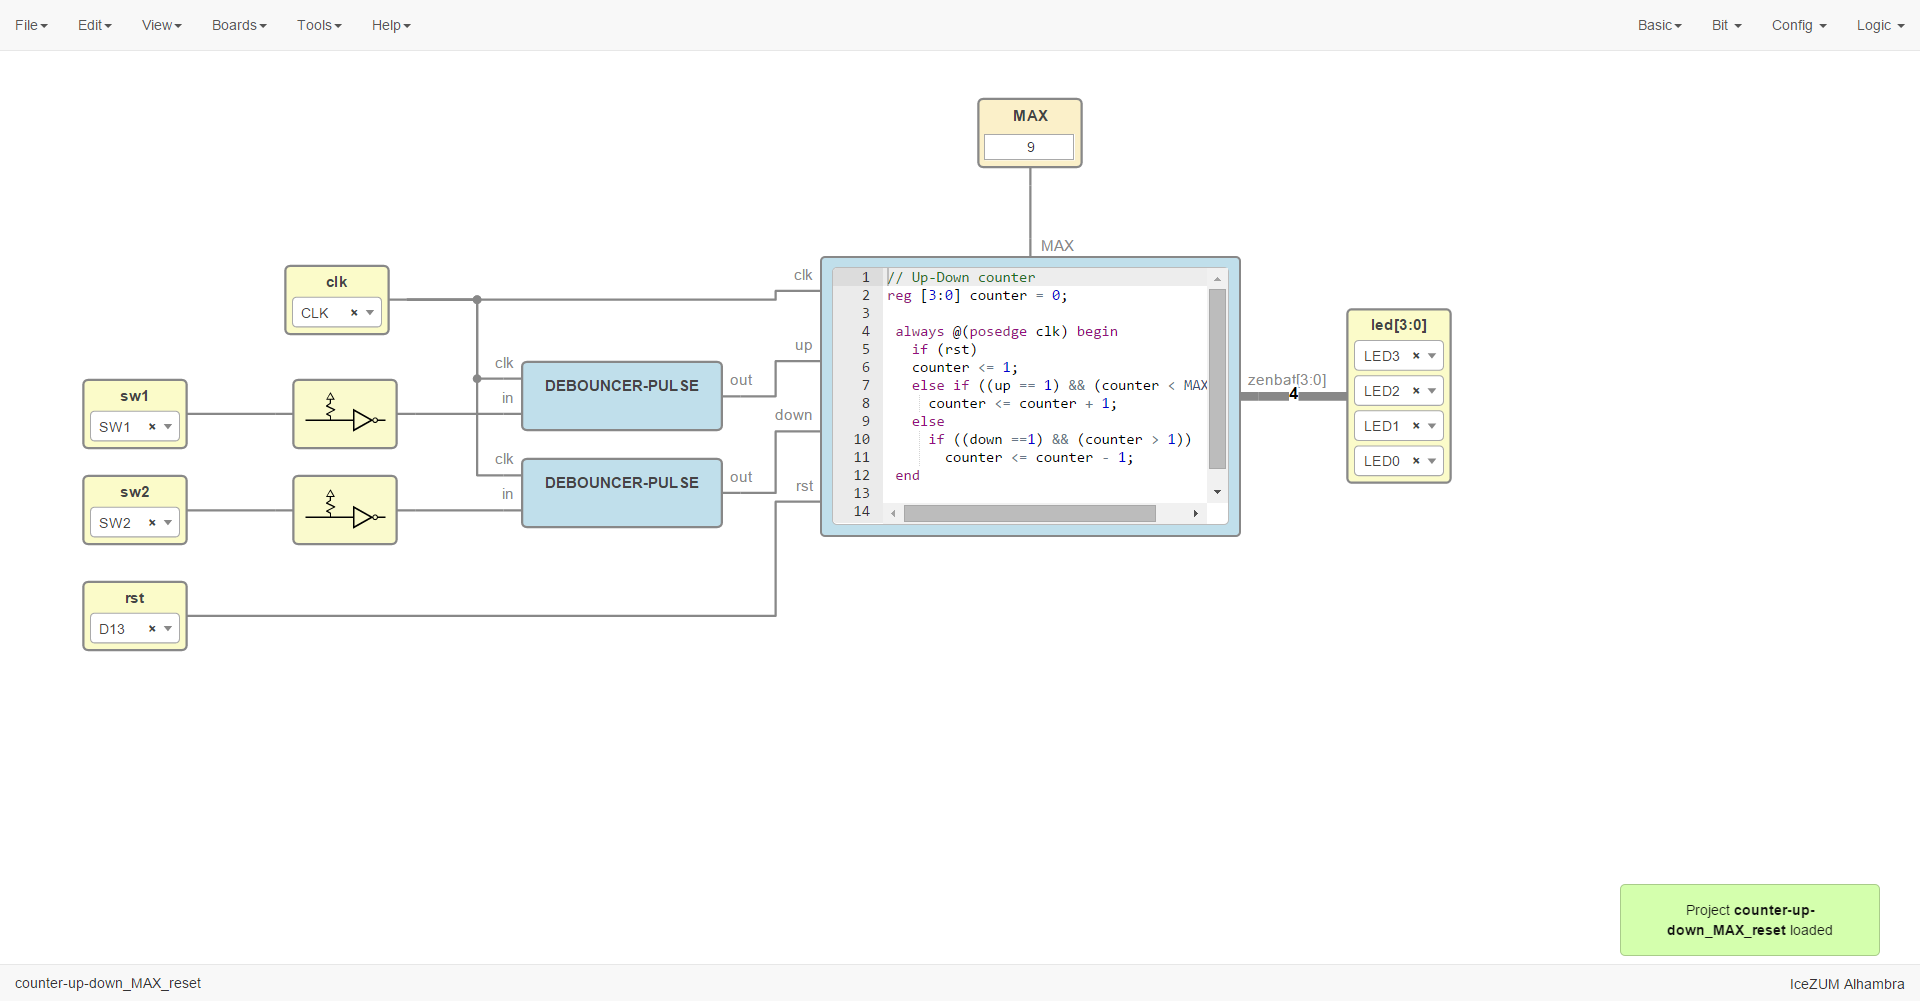 File Edit View Boards Tools Help Basic Bit Config Logic
MAX
9
MAX
clk
CLK ×
clk
up
down
rst
sw1
SW1 ×
sw2
SW2 ×
rst
D13 ×
clk
in
DEBOUNCER-PULSE
out
clk
in
DEBOUNCER-PULSE
out
1 // Up-Down counter
2 reg [3:0] counter = 0;
3
4 always @(posedge clk) begin
5 if (rst)
6 counter <= 1;
7 else if ((up == 1) && (counter < MAX
8 counter <= counter + 1;
9 else
10 if ((down ==1) && (counter > 1))
11 counter <= counter - 1;
12 end
13
14
zenbat[3:0]
4
led[3:0]
LED3 ×
LED2 ×
LED1 ×
LED0 ×
Project counter-up-
down_MAX_reset loaded
counter-up-down_MAX_reset IceZUM Alhambra